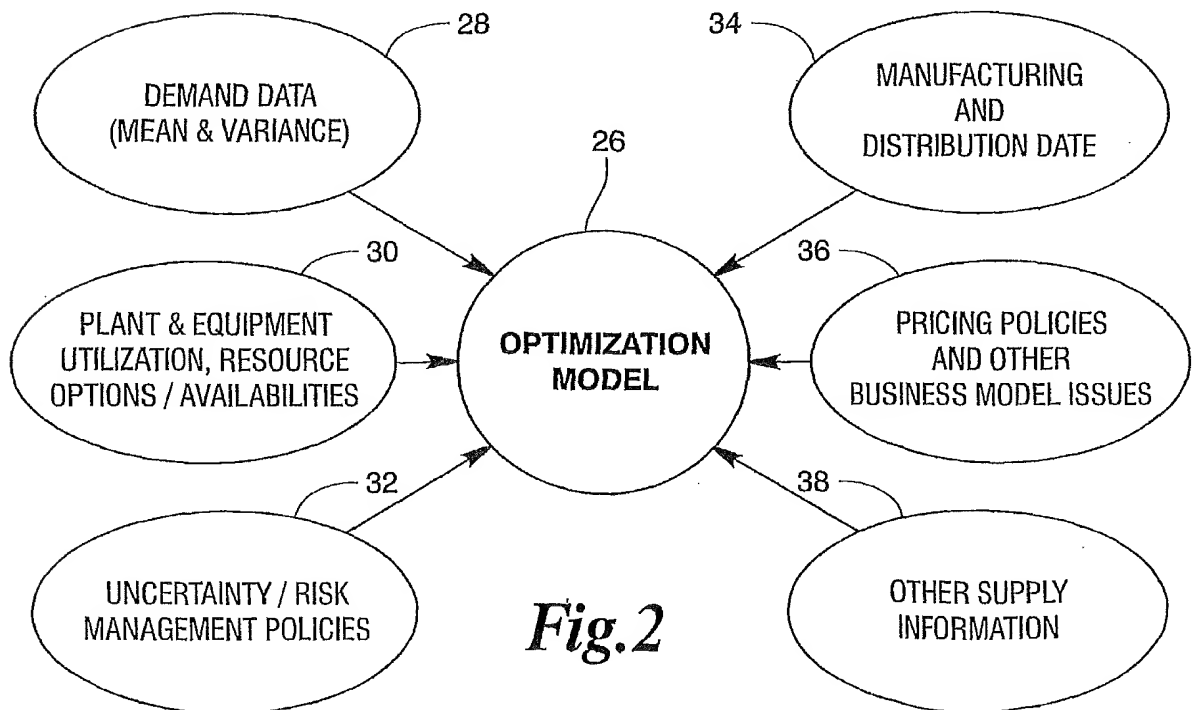 28
DEMAND DATA
(MEAN & VARIANCE)
34
MANUFACTURING
AND
DISTRIBUTION DATE
26
OPTIMIZATION
MODEL
30
PLANT & EQUIPMENT
UTILIZATION, RESOURCE
OPTIONS / AVAILABILITIES
36
PRICING POLICIES
AND OTHER
BUSINESS MODEL ISSUES
32
UNCERTAINTY / RISK
MANAGEMENT POLICIES
38
OTHER SUPPLY
INFORMATION
Fig.2